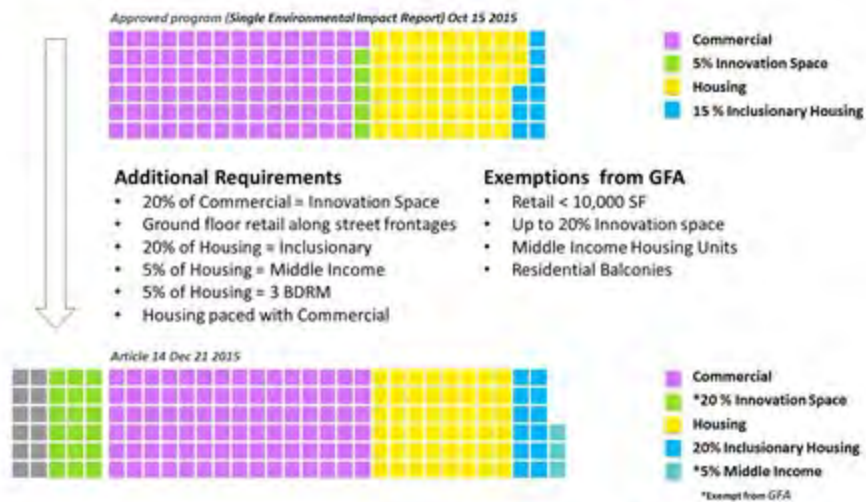 Approved program (Single Environmental Impact Report) Oct 15 2015
Commercial
5% Innovation Space
Housing
15 % Inclusionary Housing
Additional Requirements
• 20% of Commercial = Innovation Space
• Ground floor retail along street frontages
• 20% of Housing = Inclusionary
• 5% of Housing = Middle Income
• 5% of Housing = 3 BDRM
• Housing paced with Commercial
Exemptions from GFA
• Retail < 10,000 SF
• Up to 20% Innovation space
• Middle Income Housing Units
• Residential Balconies
Article 14 Dec 21 2015
Commercial
*20 % Innovation Space
Housing
20% Inclusionary Housing
*5% Middle Income
*Exempt from GFA